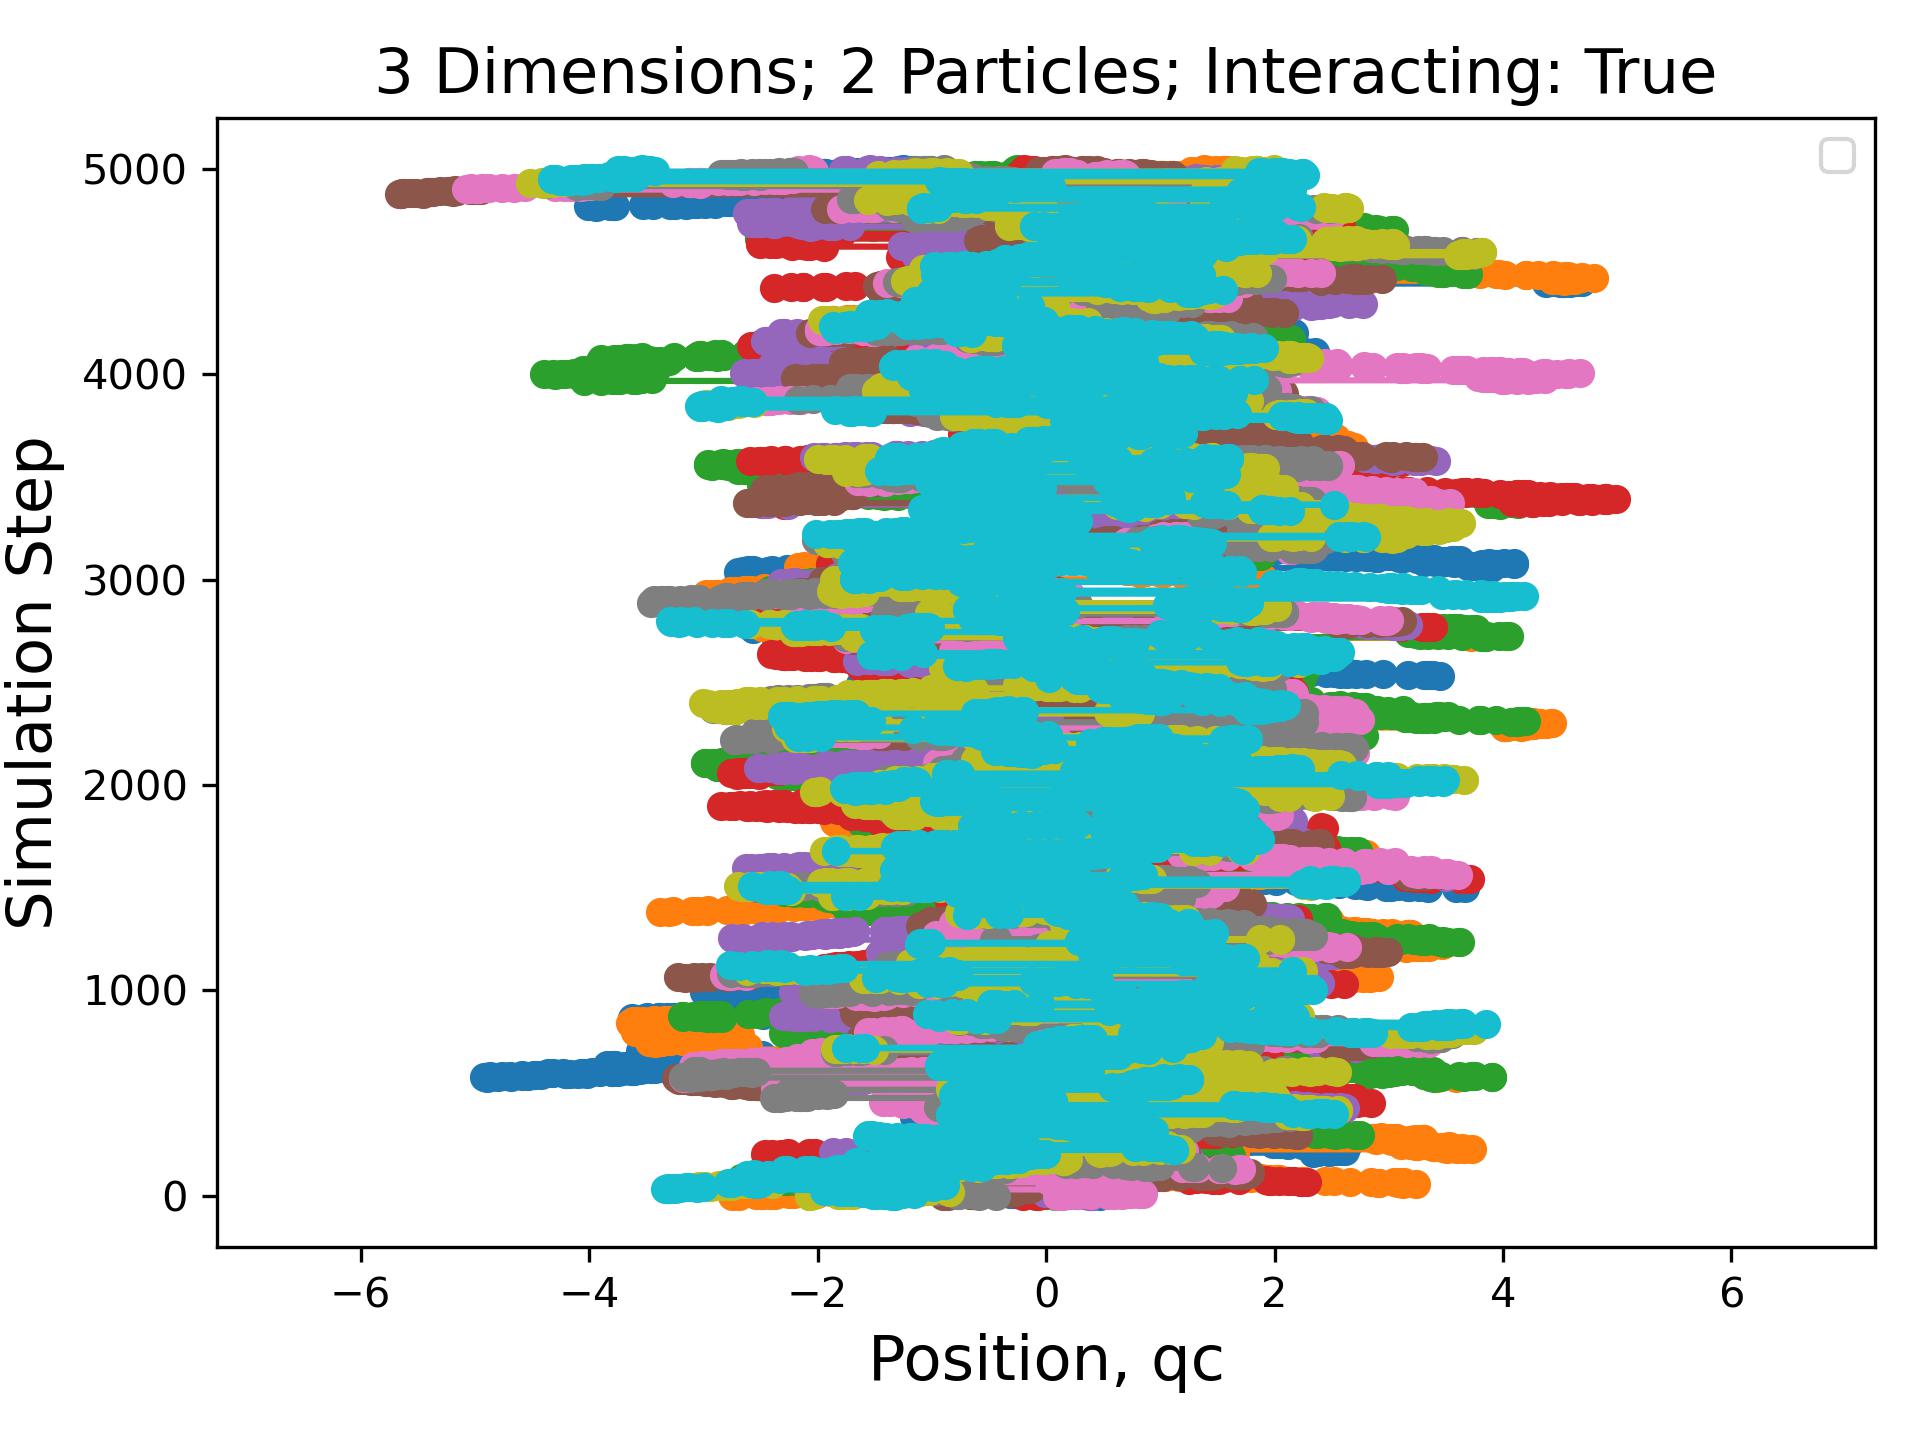 3 Dimensions; 2 Particles; Interacting: True
Simulation Step
5000
4000
3000
2000
1000
0
−6 −4 −2 0 2 4 6
Position, qc